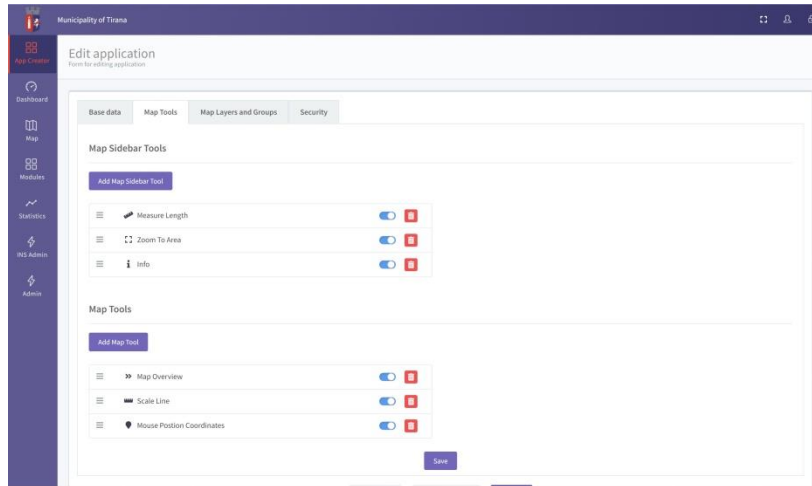 Municipality of Tirana
App Creator
Dashboard
Map
Modules
Statistics
INS Admin
Admin
Edit application
Form for editing application
Base data
Map Tools
Map Layers and Groups
Security
Map Sidebar Tools
Add Map Sidebar Tool
Measure Length
Zoom To Area
Info
Map Tools
Add Map Tool
Map Overview
Scale Line
Mouse Postion Coordinates
Save